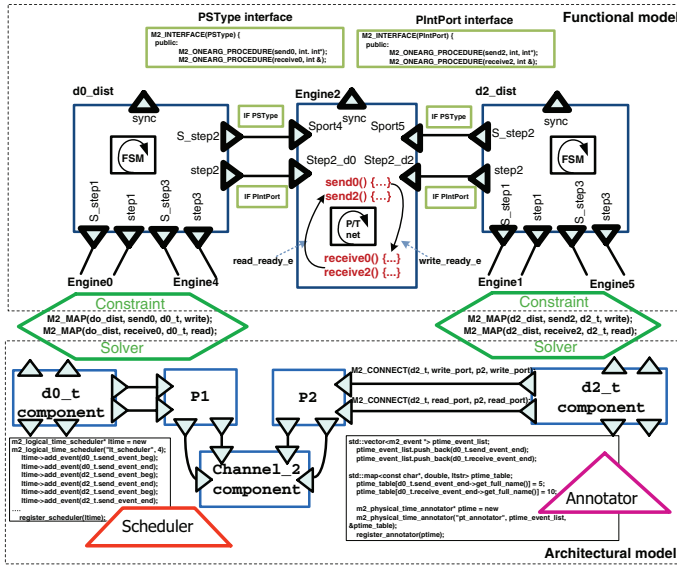 PSType interface
PIntPort interface
Functional model
M2_INTERFACE(PSType) {
public:
M2_ONEARG_PROCEDURE(send0, int. int*);
M2_ONEARG_PROCEDURE(receive0, int &);
M2_INTERFACE(PIntPort) {
public:
M2_ONEARG_PROCEDURE(send2, int, int*);
M2_ONEARG_PROCEDURE(receive2, int &);
d0_dist
Engine2
d2_dist
sync
sync
sync
S_step2
IF PSType
Sport4
Sport5
IF PSType
S_step2
FSM
FSM
step2
Step2_d0
Step2_d2
step2
IF PIntPort
IF PIntPort
S_step1
step1
S_step3
step3
send0() {...}
send2() {...}
P/T
net
receive0() {...}
receive2() {...}
read_ready_e
write_ready_e
S_step1
step1
S_step3
step3
Engine0
Engine4
Engine1
Engine5
Constraint
M2_MAP(do_dist, send0, d0_t, write);
M2_MAP(do_dist, receive0, d0_t, read);
Solver
Constraint
M2_MAP(d2_dist, send2, d2_t, write);
M2_MAP(d2_dist, receive2, d2_t, read);
Solver
d0_t
component
P1
P2
M2_CONNECT(d2_t, write_port, p2, write_port)
M2_CONNECT(d2_t, read_port, p2, read_port);
d2_t
component
Channel_2
component
m2_logical_time_scheduler* ltime = new
m2_logical_time_scheduler("lt_scheduler", 4);
ltime->add_event(d0_t.send_event_beg);
ltime->add_event(d0_t.send_event_end);
ltime->add_event(d2_t.send_event_beg);
ltime->add_event(d2_t.send_event_end);
ltime->add_event(d2_t.send_event_beg);
ltime->add_event(d2_t.send_event_end);
....
register_scheduler(ltime);
Scheduler
std::vector<m2_event *> ptime_event_list;
ptime_event_list.push_back(d0_t.send_event_end);
ptime_event_list.push_back(d0_t.receive_event_end);
std::map<const char*, double, ltstr> ptime_table;
ptime_table[d0_t.send_event_end->get_full_name()] = 5;
ptime_table[d0_t.receive_event_end->get_full_name()] = 10;
m2_physical_time_annotator* ptime = new
m2_physical_time_annotator("pt_annotator", ptime_event_list,
&ptime_table);
register_annotator(ptime);
Annotator
Architectural model